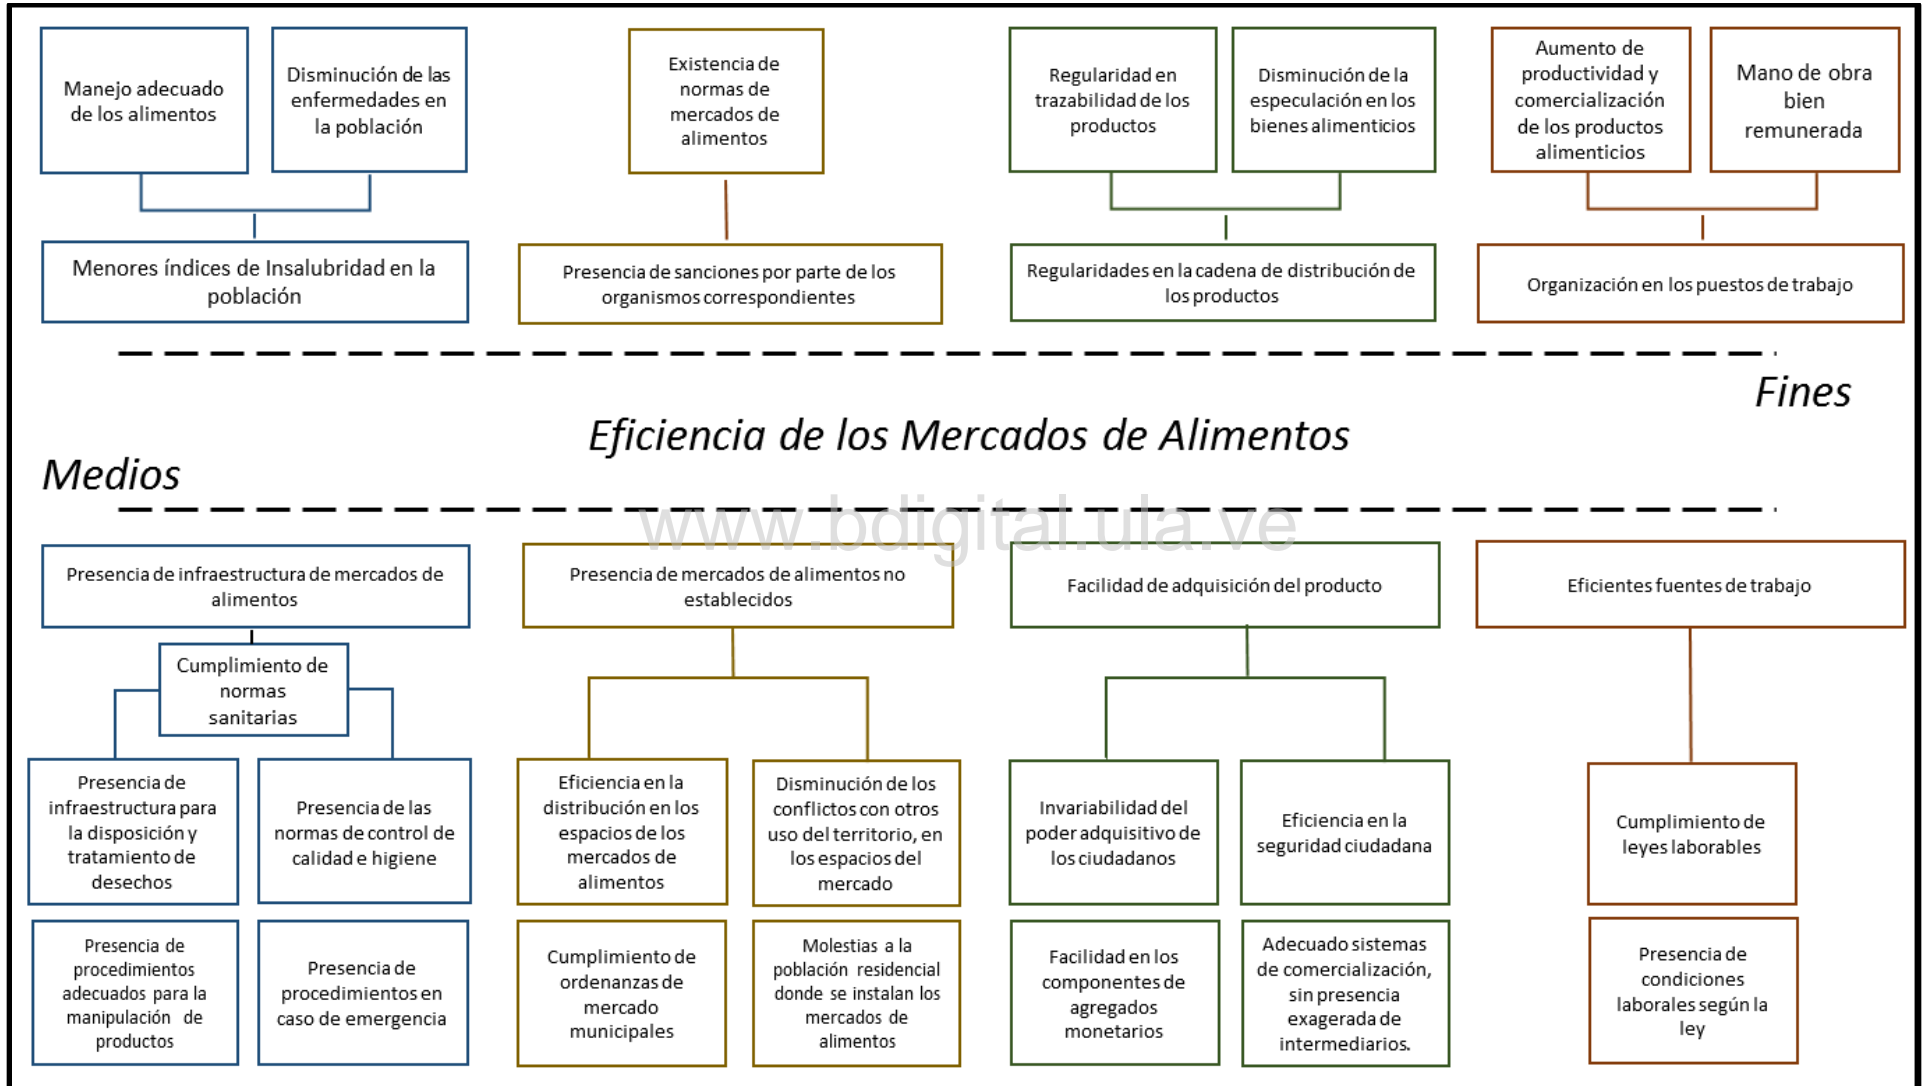 Manejo adecuado
de los alimentos
Disminución de las
enfermedades en
la población
Existencia de
normas de
mercados de
alimentos
Regularidad en
trazabilidad de los
productos
Disminución de la
especulación en los
bienes alimenticios
Aumento de
productividad y
comercialización
de los productos
alimenticios
Mano de obra
bien
remunerada
Menores índices de Insalubridad en la
población
Presencia de sanciones por parte de los
organismos correspondientes
Regularidades en la cadena de distribución de
los productos
Organización en los puestos de trabajo
Fines
Eficiencia de los Mercados de Alimentos
Medios
www.bdigital.ula.ve
Presencia de infraestructura de mercados de
alimentos
Presencia de mercados de alimentos no
establecidos
Facilidad de adquisición del producto
Eficientes fuentes de trabajo
Cumplimiento de
normas
sanitarias
Presencia de
infraestructura para
la disposición y
tratamiento de
desechos
Presencia de las
normas de control de
calidad e higiene
Eficiencia en la
distribución en los
espacios de los
mercados de
alimentos
Disminución de los
conflictos con otros
uso del territorio, en
los espacios del
mercado
Invariabilidad del
poder adquisitivo de
los ciudadanos
Eficiencia en la
seguridad ciudadana
Cumplimiento de
leyes laborables
Presencia de
procedimientos
adecuados para la
manipulación de
productos
Presencia de
procedimientos en
caso de emergencia
Cumplimiento de
ordenanzas de
mercado
municipales
Molestias a la
población residencial
donde se instalan los
mercados de
alimentos
Facilidad en los
componentes de
agregados
monetarios
Adecuado sistemas
de comercialización,
sin presencia
exagerada de
intermediarios.
Presencia de
condiciones
laborales según la
ley